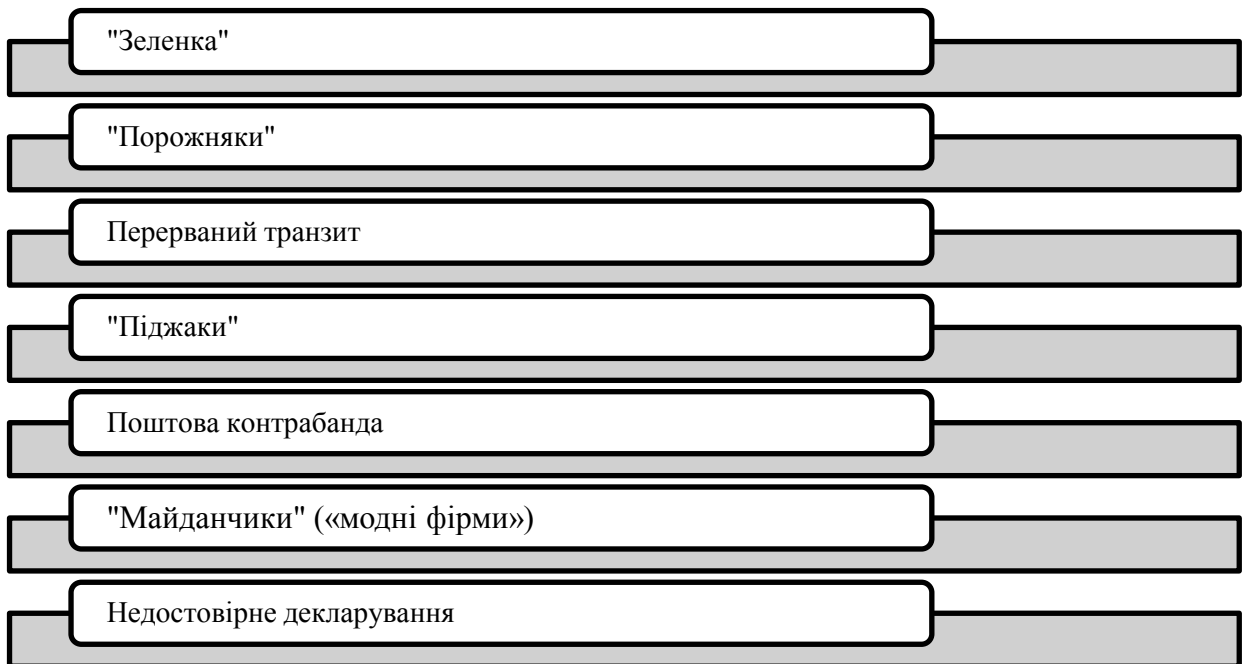 "Зеленка"
"Порожняки"
Перерваний транзит
"Піджаки"
Поштова контрабанда
"Майданчики" («модні фірми»)
Недостовірне декларування